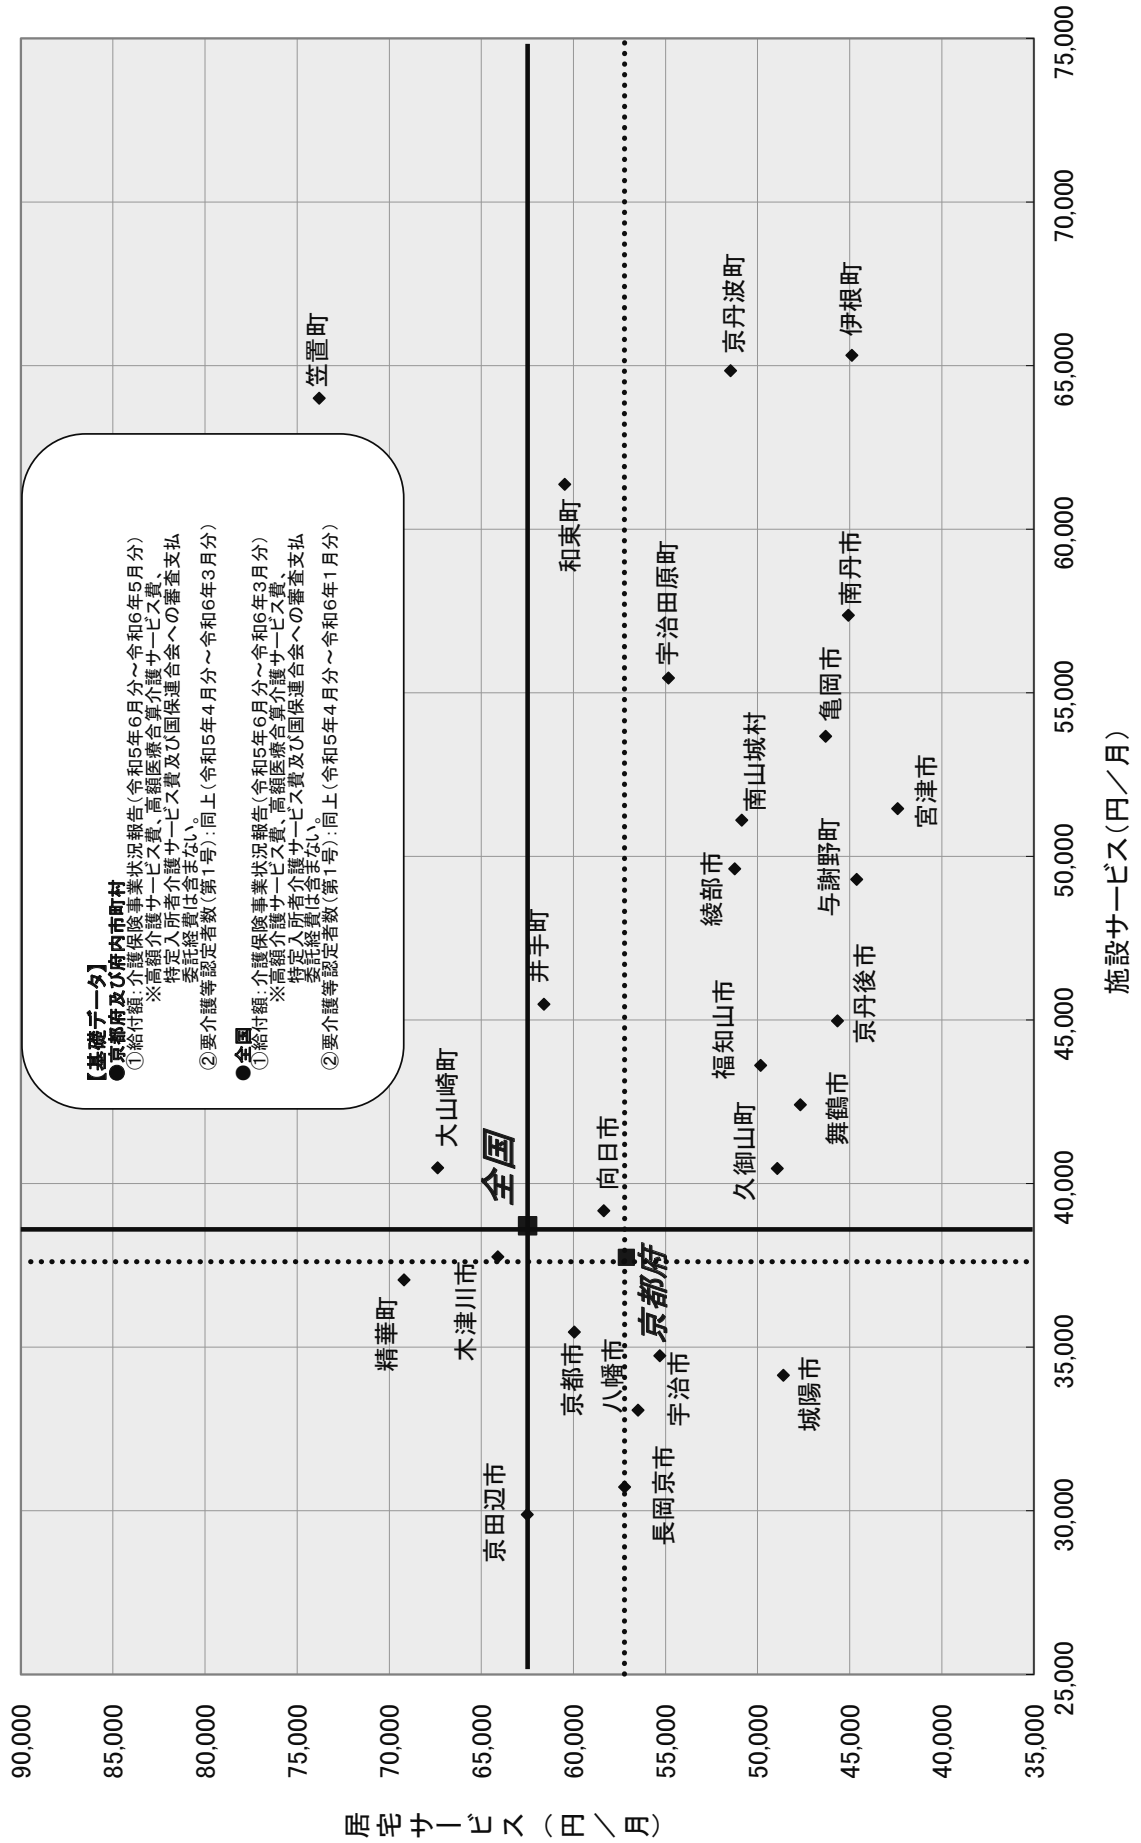 居宅サービス（円／月）
90,000
85,000
80,000
75,000
70,000
65,000
60,000
55,000
50,000
45,000
40,000
35,000
【基礎データ】
●京都府及び府内市町村
①給付額：介護保険事業状況報告（令和5年6月分～令和6年5月分）
※高額介護サービス費、高額医療合算介護サービス費、
特定入所者介護サービス費及び国保連合会への審査支払
委託経費は含まない。
②要介護等認定者数（第1号）：同上（令和5年4月分～令和6年3月分）
●全国
①給付額：介護保険事業状況報告（令和5年6月分～令和6年3月分）
※高額介護サービス費、高額医療合算介護サービス費、
特定入所者介護サービス費及び国保連合会への審査支払
委託経費は含まない。
②要介護等認定者数（第1号）：同上（令和5年4月分～令和6年1月分）
笠置町
精華町
大山崎町
木津川市
全国
京田辺市
井手町
和束町
京都市
向日市
八幡市
京都府
長岡京市
宇治市
宇治田原町
綾部市
福知山市
京丹波町
久御山町
南山城村
城陽市
舞鶴市
与謝野町
亀岡市
京丹後市
南丹市
伊根町
宮津市
25,000
30,000
35,000
40,000
45,000
50,000
55,000
60,000
65,000
70,000
75,000
施設サービス（円／月）